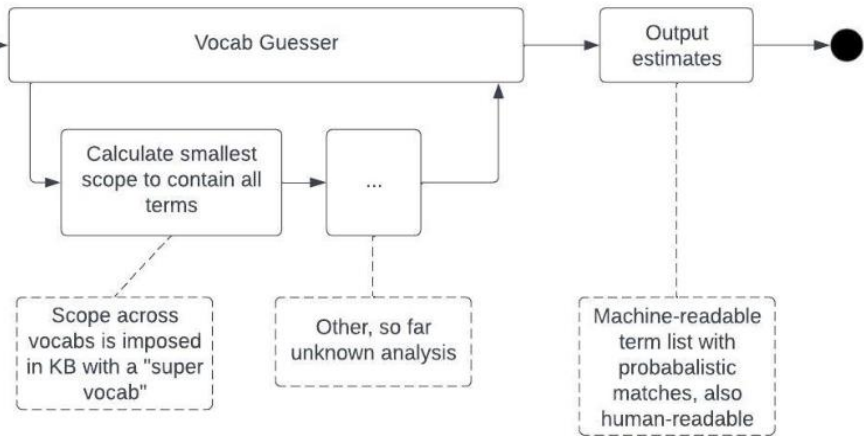 Vocab Guesser
Output
estimates
Calculate smallest
scope to contain all
terms
...
Scope across
vocabs is imposed
in KB with a "super
vocab"
Other, so far
unknown analysis
Machine-readable
term list with
probabalistic
matches, also
human-readable